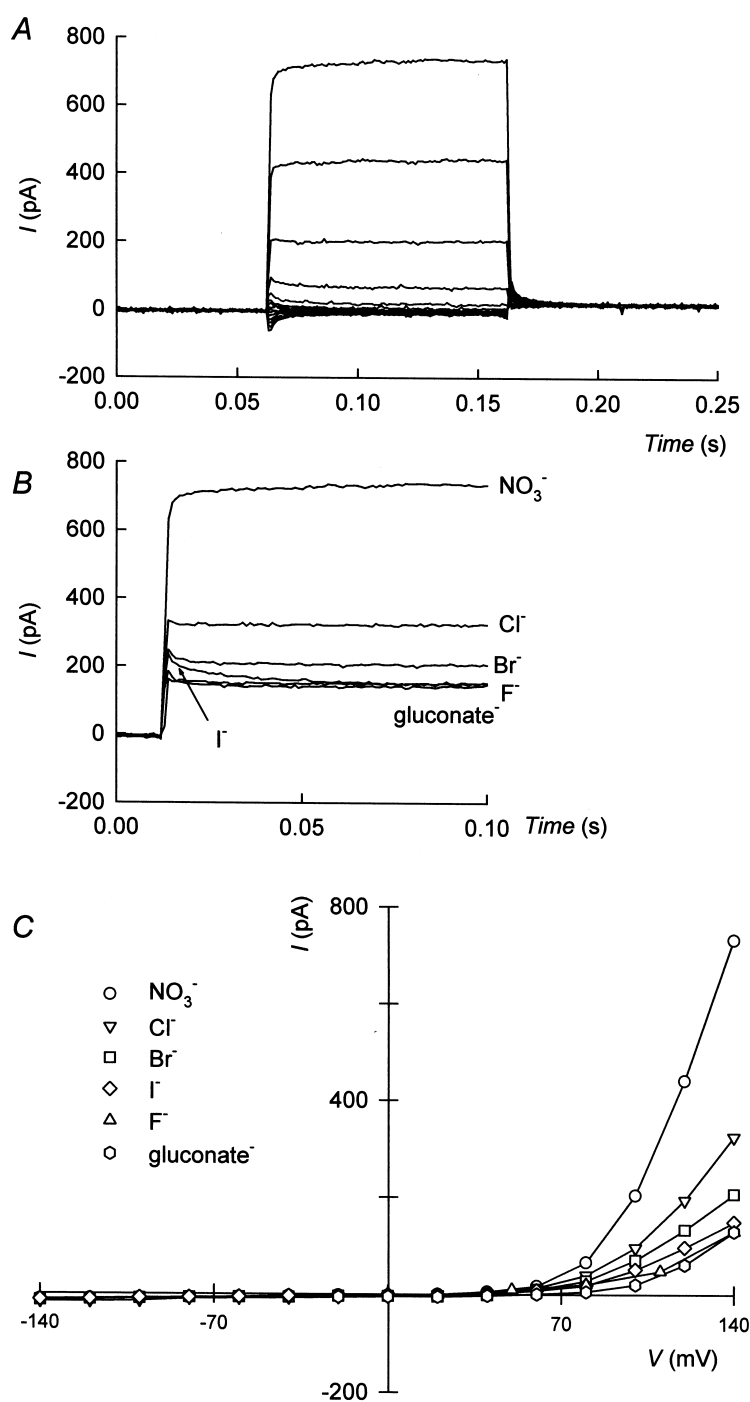 A
I (pA)
800
600
400
200
0
-200
0.00 0.05 0.10 0.15 0.20 0.25
Time (s)
B
I (pA)
800
600
400
200
0
-200
NO₃⁻
Cl⁻
Br⁻
F⁻
gluconate⁻
I⁻
0.00 0.05 0.10 Time (s)
C
I (pA)
800
400
-200
NO₃⁻
Cl⁻
Br⁻
I⁻
F⁻
gluconate⁻
-140 -70 70 140
V (mV)